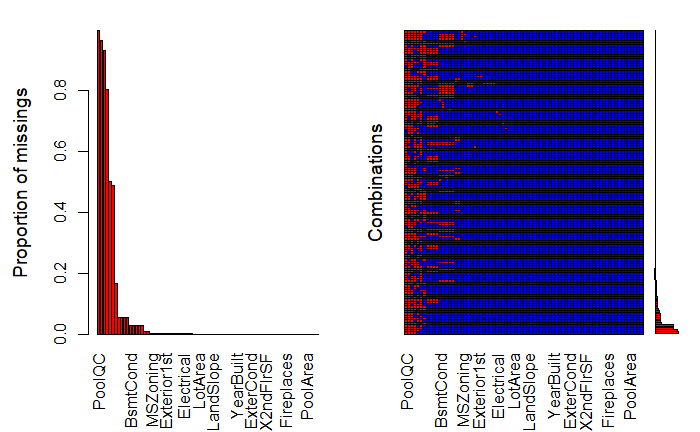 Proportion of missings
0.0
0.2
0.4
0.6
0.8
PoolQC
BsmtCond
MSZoning
Exterior1st
Electrical
LotArea
LandSlope
YearBuilt
ExterCond
X2ndFlrSF
Fireplaces
PoolArea
Combinations
PoolQC
BsmtCond
MSZoning
Exterior1st
Electrical
LotArea
LandSlope
YearBuilt
ExterCond
X2ndFlrSF
Fireplaces
PoolArea